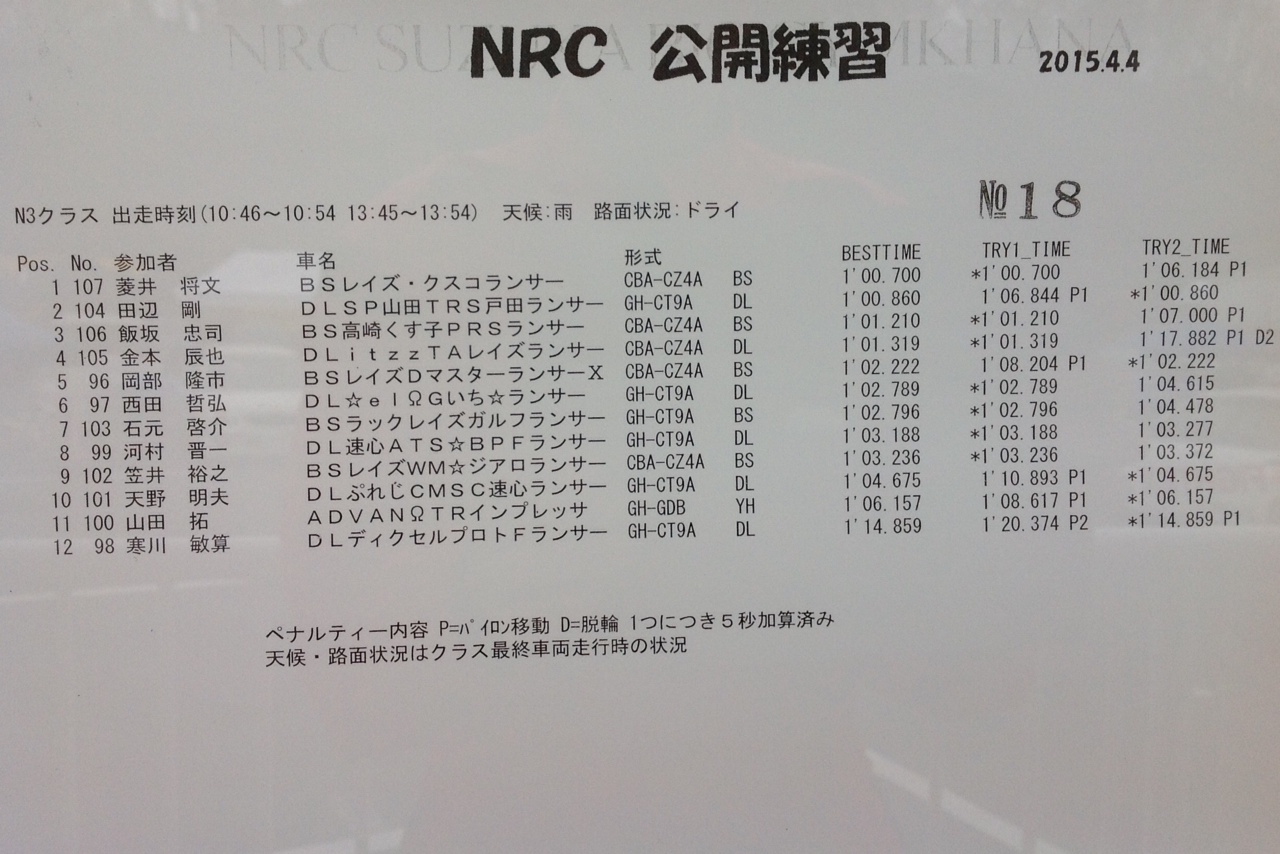 NRC SUZUKA GYMKHANA
NRC 公開練習 2015.4.4
№18
N3クラス 出走時刻(10:46～10:54 13:45～13:54) 天候:雨 路面状況:ドライ
Pos. No. 参加者 車名 形式 BESTTIME TRY1_TIME TRY2_TIME
1 107 菱井 将文 ＢＳレイズ・クスコランサー CBA-CZ4A BS 1'00.700 *1'00.700 1'06.184 P1
2 104 田辺 剛 ＤＬＳＰ山田ＴＲＳ戸田ランサー GH-CT9A DL 1'00.860 1'06.844 P1 *1'00.860
3 106 飯坂 忠司 ＢＳ高崎くす子ＰＲＳランサー CBA-CZ4A BS 1'01.210 *1'01.210 1'07.000 P1
4 105 金本 辰也 ＤＬｉｔｚｚＴＡレイズランサー CBA-CZ4A DL 1'01.319 *1'01.319 1'17.882 P1 D2
5 96 岡部 隆市 ＢＳレイズＤマスターランサーＸ CBA-CZ4A BS 1'02.222 1'08.204 P1 *1'02.222
6 97 西田 哲弘 ＤＬ☆ｅｌΩＧいち☆ランサー GH-CT9A DL 1'02.789 *1'02.789 1'04.615
7 103 石元 啓介 ＢＳラックレイズガルフランサー GH-CT9A BS 1'02.796 *1'02.796 1'04.478
8 99 河村 晋一 ＤＬ速心ＡＴＳ☆ＢＰＦランサー GH-CT9A DL 1'03.188 *1'03.188 1'03.277
9 102 笠井 裕之 ＢＳレイズＷＭ☆ジアロランサー CBA-CZ4A BS 1'03.236 *1'03.236 1'03.372
10 101 天野 明夫 ＤＬぷれじＣＭＳＣ速心ランサー GH-CT9A DL 1'04.675 1'10.893 P1 *1'04.675
11 100 山田 拓 ＡＤＶＡＮΩＴＲインプレッサ GH-GDB YH 1'06.157 1'08.617 P1 *1'06.157
12 98 寒川 敏算 ＤＬディクセルプロトＦランサー GH-CT9A DL 1'14.859 1'20.374 P2 *1'14.859 P1
ペナルティー内容 P=ﾊﾟｲﾛﾝ移動 D=脱輪 1つにつき５秒加算済み
天候・路面状況はクラス最終車両走行時の状況